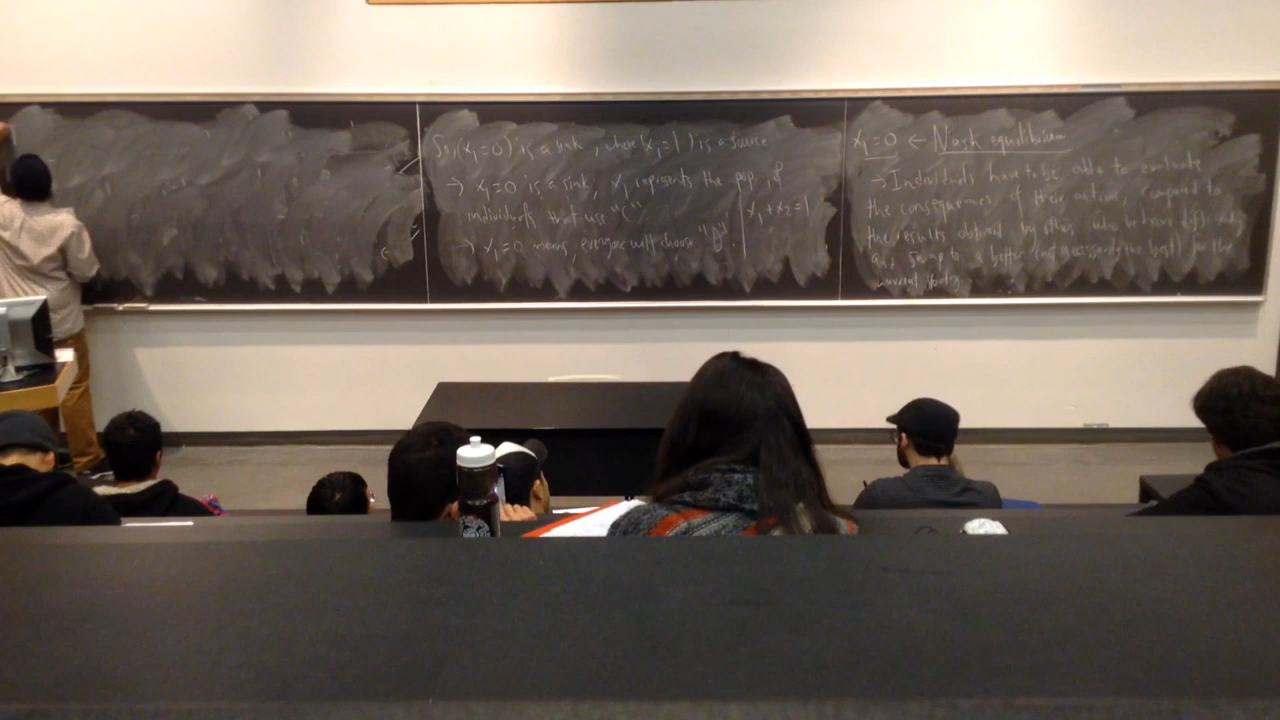 So, (x₁=0) is a sink, where (x₁=1) is a source
→ x₁=0 is a sink, x₁ represents the pop. of
individuals that use "C"
x₁+x₂=1
→ x₁=0 means everyone will choose "D".
x₁=0 ← Nash equilibrium
→ Individuals have to be able to evaluate
the consequences of their actions, compared to
the results obtained by others who behave differently
and swap to a better (not necessarily the best) for the
current strategy